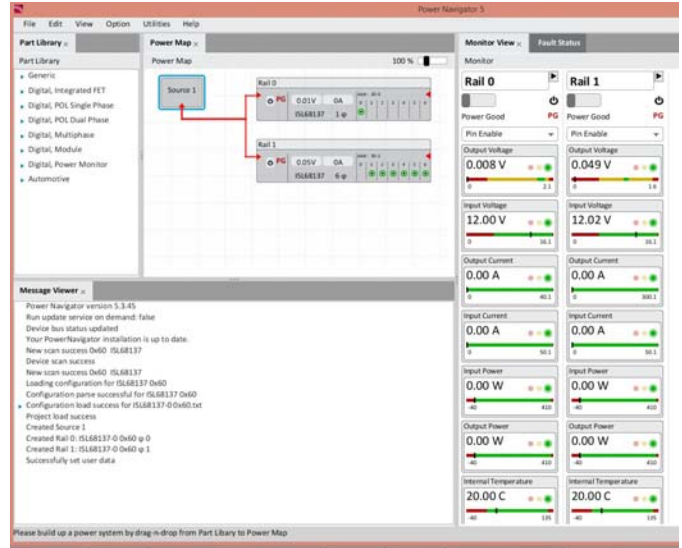 Power Navigator 5
File Edit View Option Utilities Help
Part Library x
Part Library
Generic
Digital, Integrated FET
Digital, POL Single Phase
Digital, POL Dual Phase
Digital, Multiphase
Digital, Module
Digital, Power Monitor
Automotive
Power Map x
Power Map 100 %
Source 1
Rail 0
PG 0.01V 0A
ISL68137 1 φ
0 1 2 3 4 5 6
Rail 1
PG 0.05V 0A
ISL68137 6 φ
Message Viewer x
Power Navigator version 5.3.45
Run update service on demand: false
Device bus status updated
Your PowerNavigator installation is up to date.
New scan success 0x60 ISL68137
Device scan success
New scan success 0x60 ISL68137
Loading configuration for ISL68137 0x60
Configuration parse successful for ISL68137 0x60
Configuration load success for ISL68137-0 0x60.txt
Project load success
Created Source 1
Created Rail 0: ISL68137-0 0x60 φ 0
Created Rail 1: ISL68137-0 0x60 φ 1
Successfully set user data
Monitor View x Fault Status
Monitor
Rail 0 Rail 1
Power Good PG Power Good PG
Pin Enable Pin Enable
Output Voltage Output Voltage
0.008 V 0.049 V
0 2.1 0 1.6
Input Voltage Input Voltage
12.00 V 12.02 V
0 16.1 0 16.1
Output Current Output Current
0.00 A 0.00 A
0 40.1 0 300.1
Input Current Input Current
0.00 A 0.00 A
0 50.1 0 50.1
Input Power Input Power
0.00 W 0.00 W
-40 410 -40 410
Output Power Output Power
0.00 W 0.00 W
-40 410 -40 410
Internal Temperature Internal Temperature
20.00 C 20.00 C
-40 135 -40 135
Please build up a power system by drag-n-drop from Part Libary to Power Map